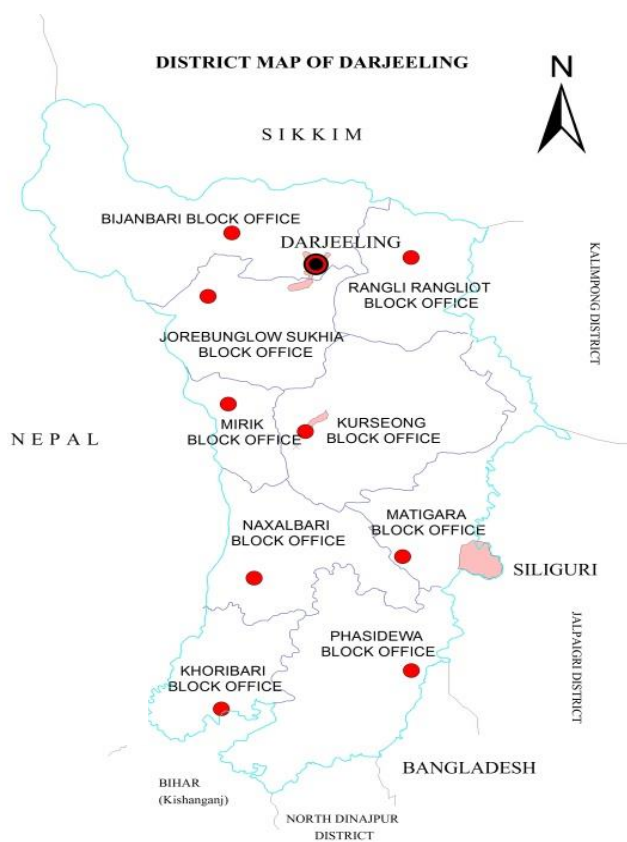 DISTRICT MAP OF DARJEELING
N
SIKKIM
BIJANBARI BLOCK OFFICE
DARJEELING
RANGLI RANGLIOT
BLOCK OFFICE
KALIMPONG DISTRICT
JOREBUNGLOW SUKHIA
BLOCK OFFICE
NEPAL
MIRIK
BLOCK OFFICE
KURSEONG
BLOCK OFFICE
NAXALBARI
BLOCK OFFICE
MATIGARA
BLOCK OFFICE
SILIGURI
PHASIDEWA
BLOCK OFFICE
JALPAIGRI DISTRICT
KHORIBARI
BLOCK OFFICE
BANGLADESH
BIHAR
(Kishanganj)
NORTH DINAJPUR
DISTRICT